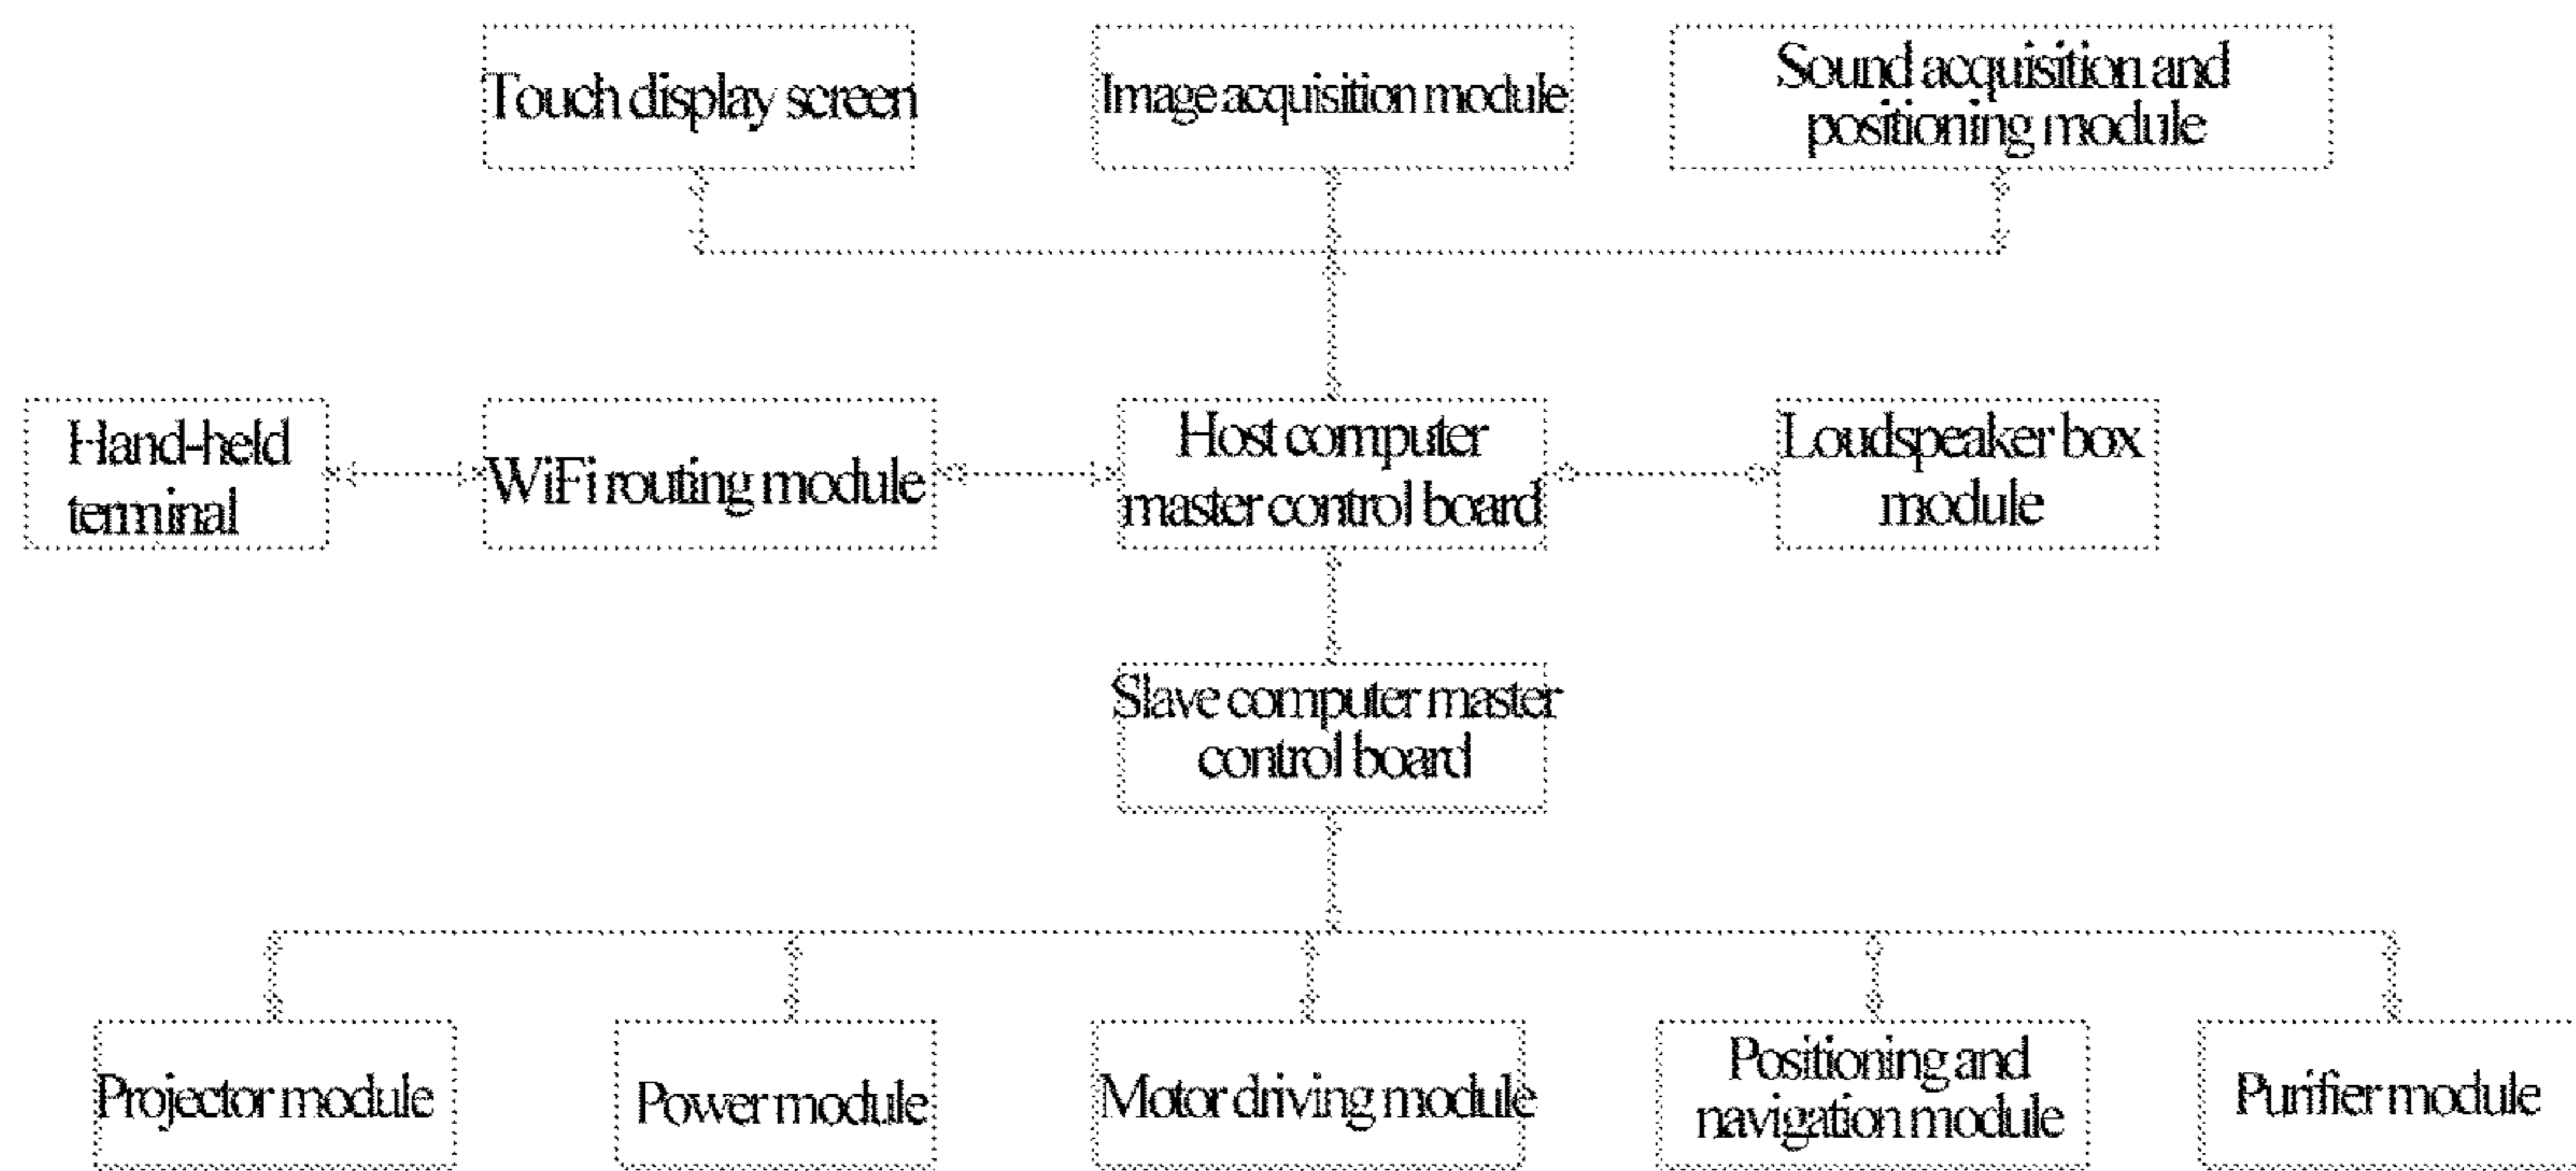 Touch display screen
Image acquisition module
Sound acquisition and
positioning module
Hand-held
terminal
WiFi routing module
Host computer
master control board
Loudspeaker box
module
Slave computer master
control board
Projector module
Power module
Motor driving module
Positioning and
navigation module
Purifier module